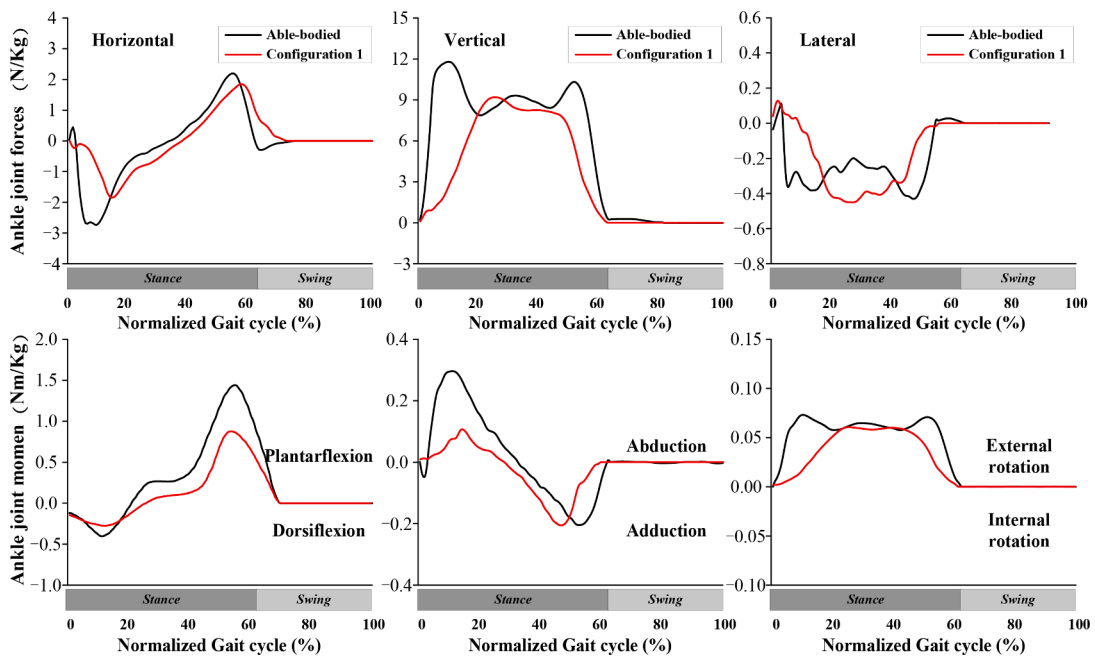 Ankle joint forces（N/Kg）
4
3
2
1
0
−1
−2
−3
−4
Horizontal
Able-bodied
Configuration 1
Stance
Swing
0 20 40 60 80 100
Normalized Gait cycle (%)
15
12
9
6
3
0
−3
Vertical
Able-bodied
Configuration 1
Stance
Swing
0 20 40 60 80 100
Normalized Gait cycle (%)
0.6
0.4
0.2
0.0
−0.2
−0.4
−0.6
−0.8
Lateral
Able-bodied
Configuration 1
Stance
Swing
0 20 40 60 80 100
Normalized Gait cycle (%)
Ankle joint momen（Nm/Kg）
2.0
1.5
1.0
0.5
0.0
−0.5
−1.0
Plantarflexion
Dorsiflexion
Stance
Swing
0 20 40 60 80 100
Normalized Gait cycle (%)
0.4
0.2
0.0
−0.2
−0.4
Abduction
Adduction
Stance
Swing
0 20 40 60 80 100
Normalized Gait cycle (%)
0.15
0.10
0.05
0.00
−0.05
−0.10
External
rotation
Internal
rotation
Stance
Swing
0 20 40 60 80 100
Normalized Gait cycle (%)